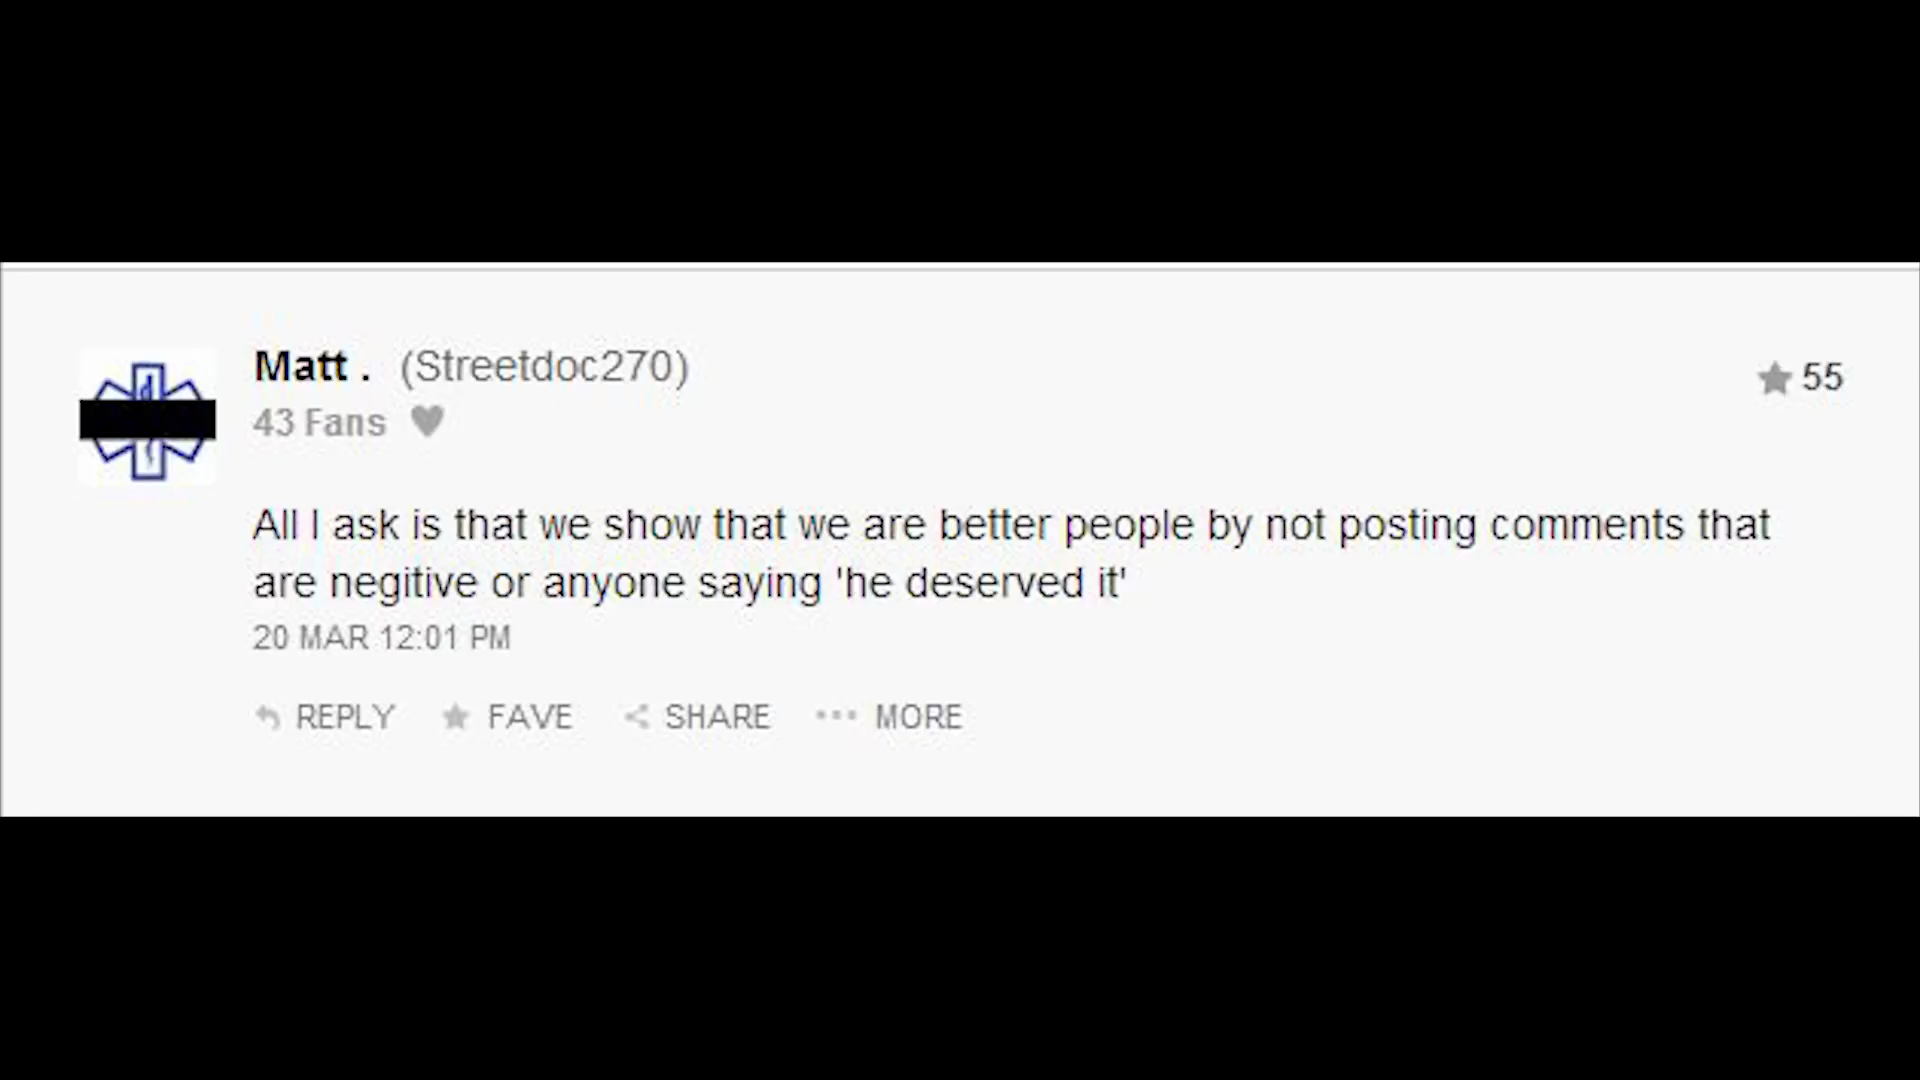 Matt . (Streetdoc270)
55
43 Fans
All I ask is that we show that we are better people by not posting comments that
are negitive or anyone saying 'he deserved it'
20 MAR 12:01 PM
REPLY FAVE SHARE MORE